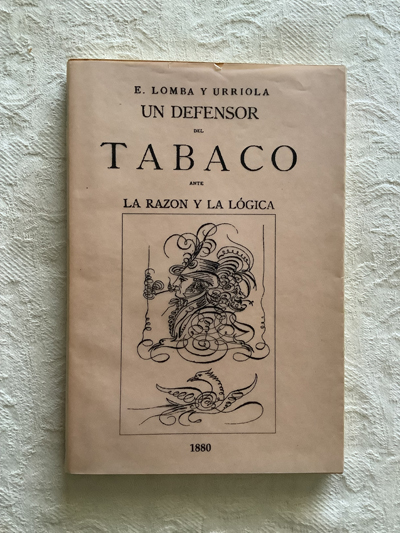 E. LOMBA Y URRIOLA
UN DEFENSOR
DEL
TABACO
ANTE
LA RAZON Y LA LÓGICA
1880